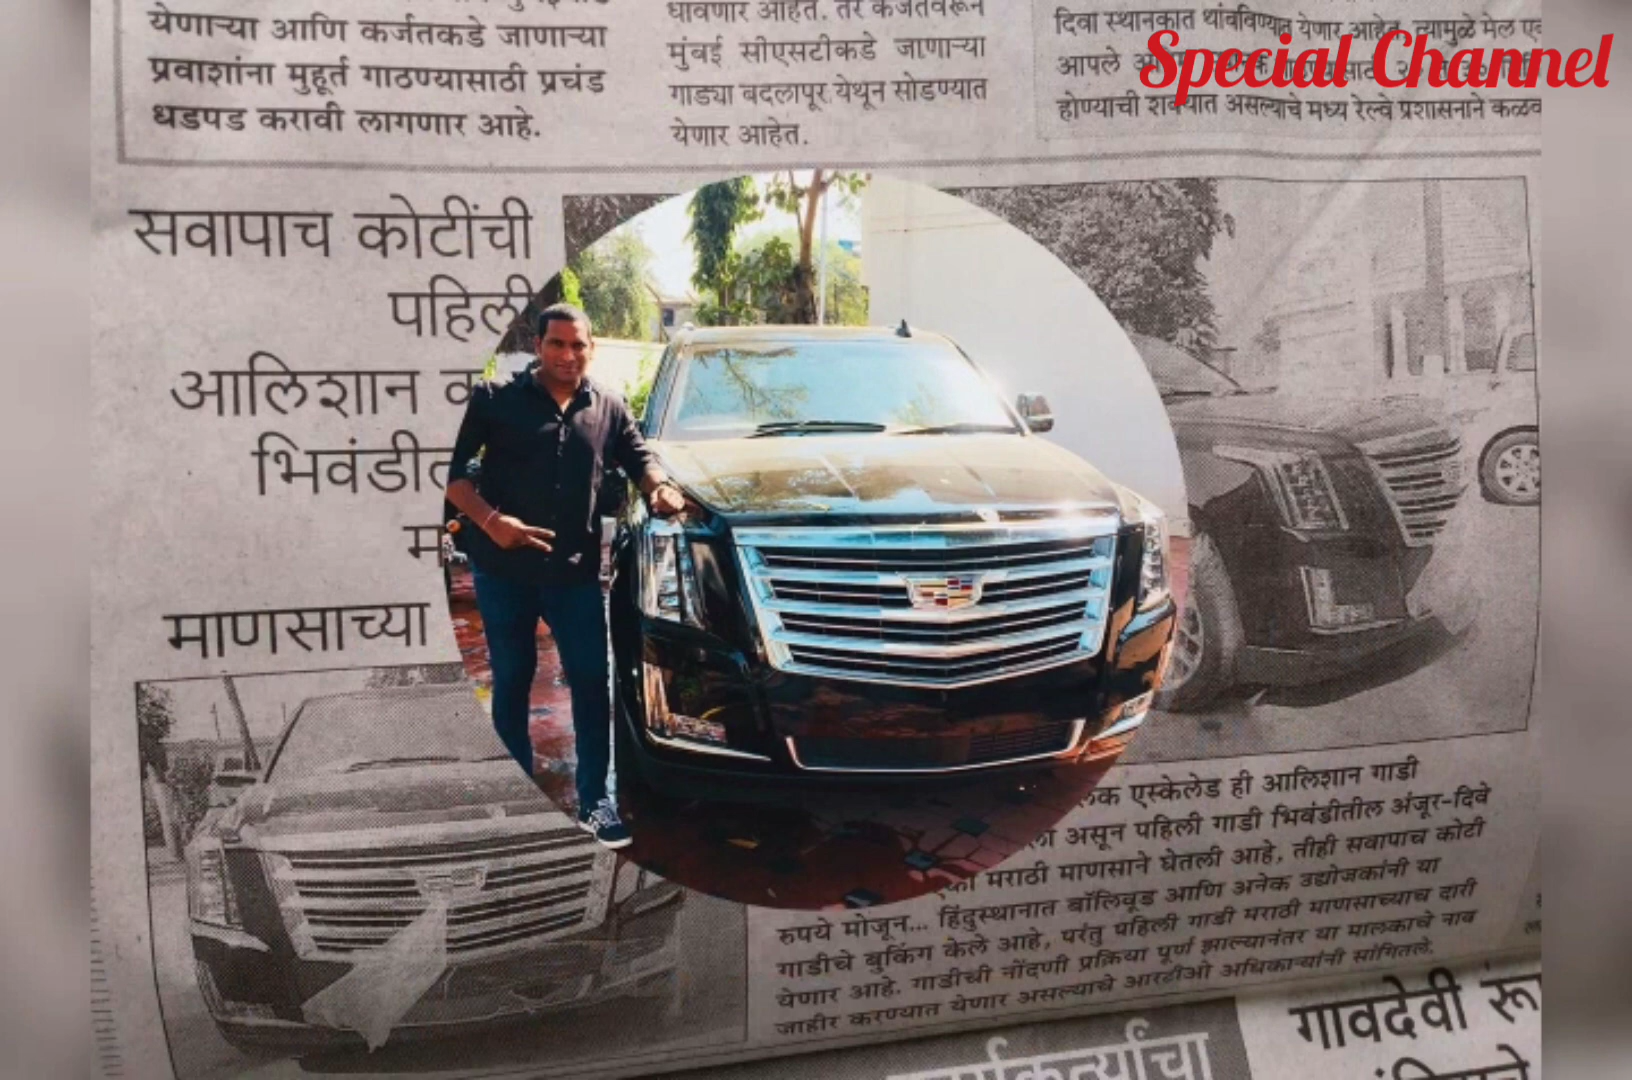 येणाऱ्या आणि कर्जतकडे जाणाऱ्या
प्रवाशांना मुहूर्त गाठण्यासाठी प्रचंड
धडपड करावी लागणार आहे.
धावणार आहेत. तर कर्जतवरून
मुंबई सीएसटीकडे जाणाऱ्या
गाड्या बदलापूर येथून सोडण्यात
येणार आहेत.
दिवा स्थानकात थांबविण्यात येणार आहेत. त्यामुळे मेल
आपले
होण्याची शक्यात असल्याचे मध्य रेल्वे प्रशासनाने
Special Channel
सवापाच कोटींची
पहिली
आलिशान
माणसाच्या
एस्केलेड ही आलिशान गाडी
असून पहिली गाडी भिवंडीतील अंजूर-दिवे
मराठी माणसाने घेतली आहे, तीही सवापाच कोटी
रुपये मोजून... हिंदुस्थानात बॉलिवूड आणि अनेक उद्योजकांनी या
गाडीचे बुकिंग केले आहे, परंतु पहिली गाडी मराठी माणसाच्याच दारी
येणार आहे. गाडीची नोंदणी प्रक्रिया पूर्ण झाल्यानंतर या मालकाचे नाव
जाहीर करण्यात येणार असल्याचे आरटीओ अधिकाऱ्यांनी सांगितले.
गावदेवी